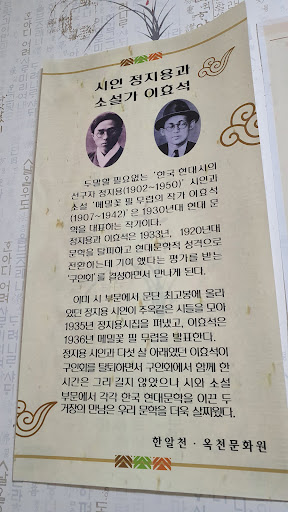 시인 정지용과
소설가 이효석
두말할 필요없는 '한국 현대시의
선구자 정지용(1902~1950)' 시인과
소설 '메밀꽃 필 무렵의 작가 이효석
(1907~1942)'은 1930년대 현대 문
학을 대표하는 작가이다.
정지용과 이효석은 1933년, 1920년대
문학을 탈피하고 현대문학적 성격으로
전환하는데 기여 했다는 평가를 받는
'구인회'를 결성하면서 만나게 된다.
이미 시 부문에서 문단 최고봉에 올라
있었던 정지용 시인이 주옥같은 시들을 모아
1935년 정지용시집을 펴냈고, 이효석은
1936년 메밀꽃 필 무렵을 발표한다.
정지용 시인과 다섯 살 아래였던 이효석이
구인회를 탈퇴하면서 구인회에서 함께 한
시간은 그리 길지 않았으나 시와 소설
부문에서 각각 한국 현대문학을 이끈 두
거장의 만남은 우리 문학을 더욱 살찌웠다.
한알천 · 옥천문화원